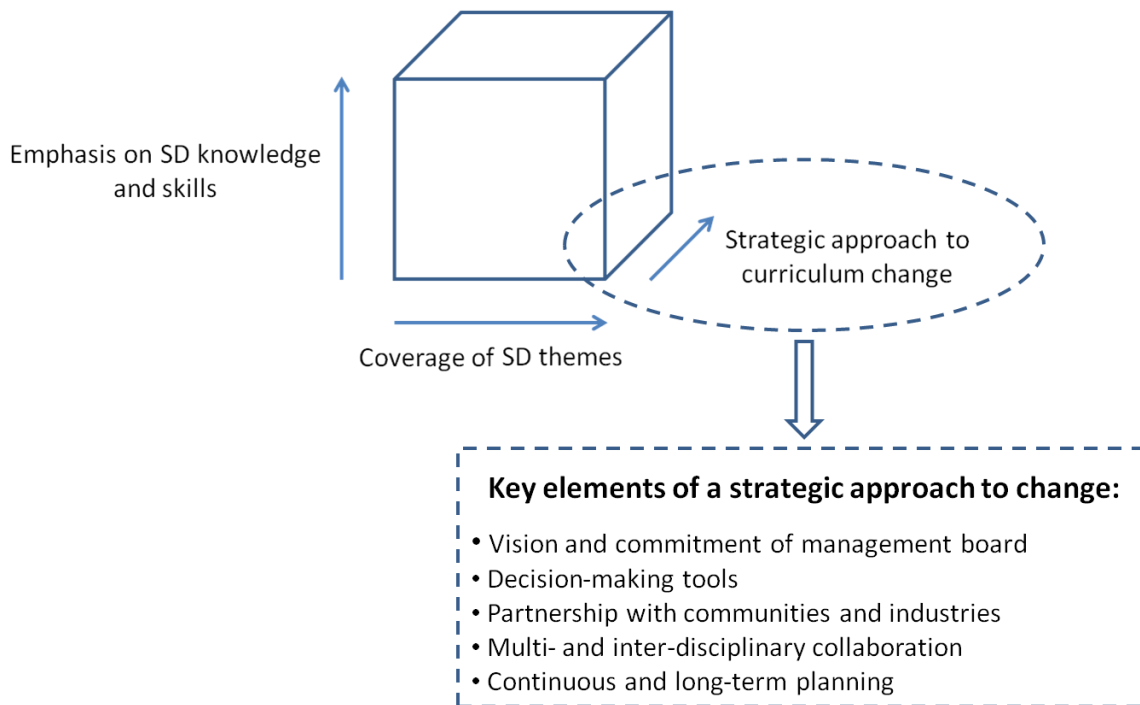 Emphasis on SD knowledge
and skills
Strategic approach to
curriculum change
Coverage of SD themes
Key elements of a strategic approach to change:
• Vision and commitment of management board
• Decision-making tools
• Partnership with communities and industries
• Multi- and inter-disciplinary collaboration
• Continuous and long-term planning